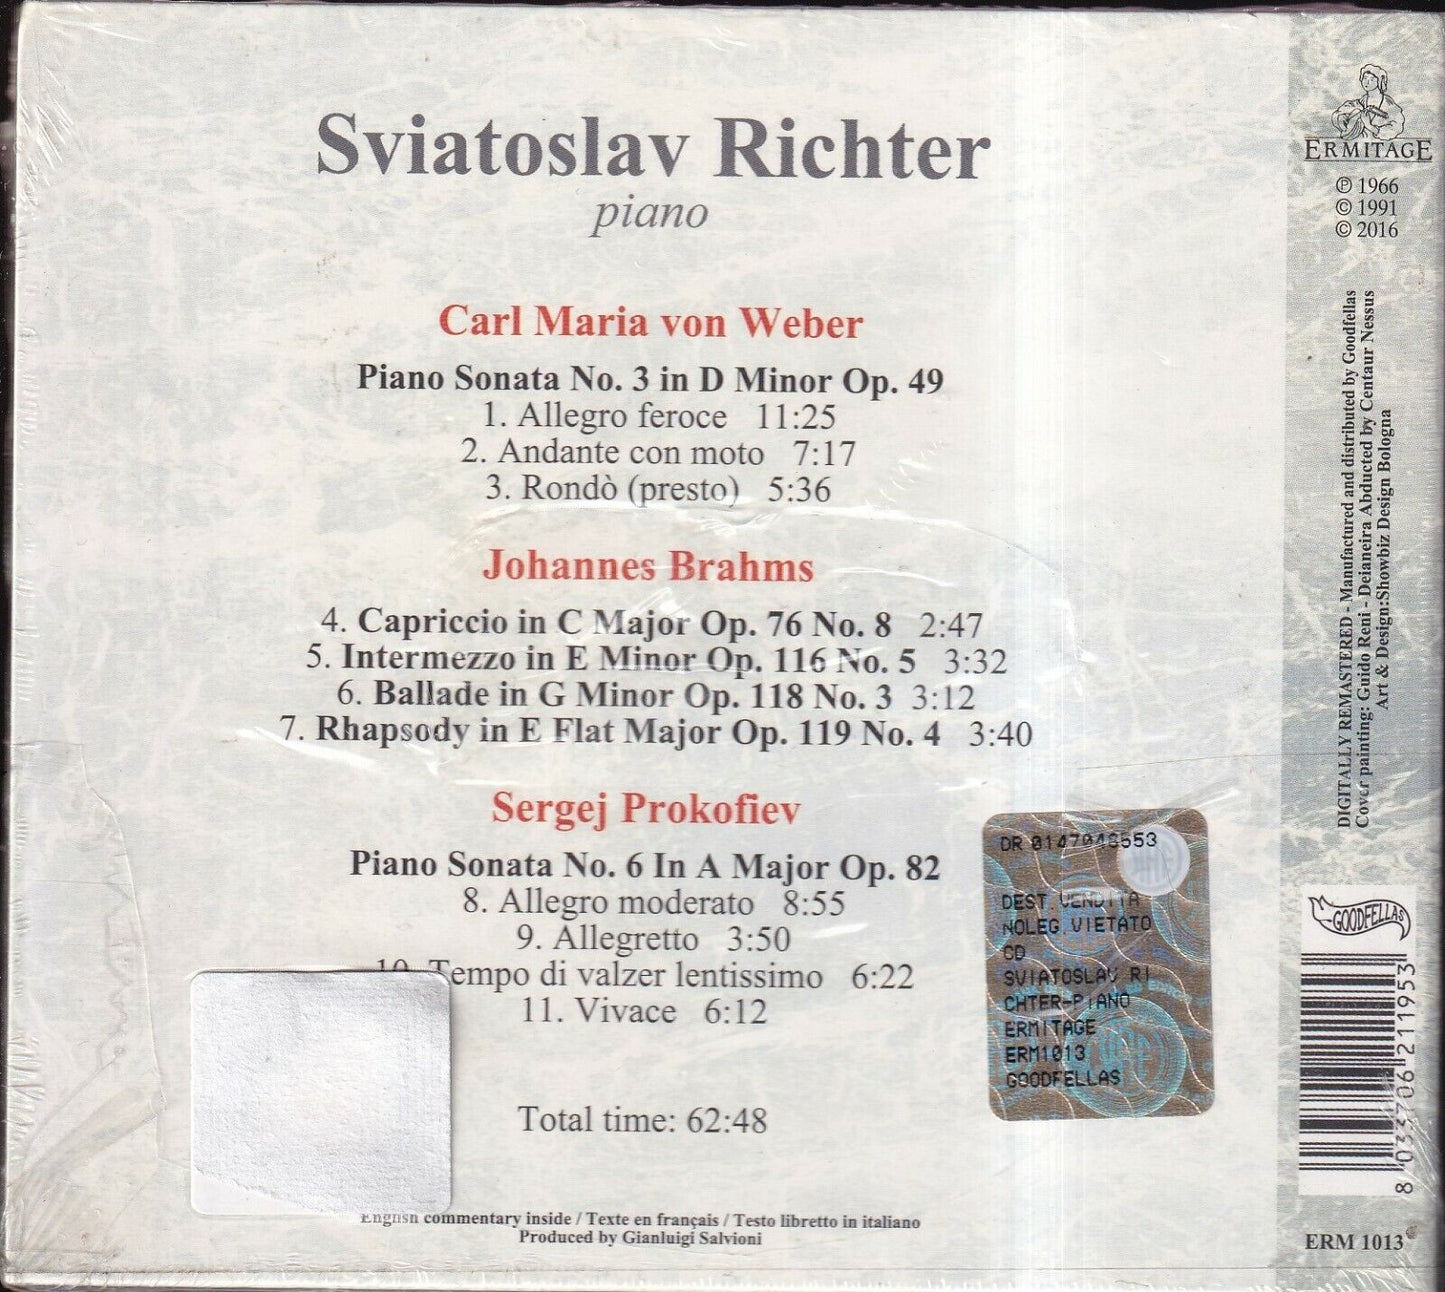 Sviatoslav Richter
piano
Carl Maria von Weber
Piano Sonata No. 3 in D Minor Op. 49
1. Allegro feroce 11:25
2. Andante con moto 7:17
3. Rondò (presto) 5:36
Johannes Brahms
4. Capriccio in C Major Op. 76 No. 8 2:47
5. Intermezzo in E Minor Op. 116 No. 5 3:32
6. Ballade in G Minor Op. 118 No. 3 3:12
7. Rhapsody in E Flat Major Op. 119 No. 4 3:40
Sergej Prokofiev
Piano Sonata No. 6 In A Major Op. 82
8. Allegro moderato 8:55
9. Allegretto 3:50
10. Tempo di valzer lentissimo 6:22
11. Vivace 6:12
Total time: 62:48
English commentary inside / Texte en français / Testo libretto in italiano
Produced by Gianluigi Salvioni
DR 0147048553
DEST.VENDITA
NOLEG.VIETATO
CD
SVIATOSLAV RI
CHTER-PIANO
ERMITAGE
ERM1013
GOODFELLAS
ERMITAGE
℗ 1966
© 1991
© 2016
DIGITALLY REMASTERED - Manufactured and distributed by Goodfellas
Cover painting: Guido Reni - Deianeira Abducted by Centaur Nessus
Art & Design:Showbiz Design Bologna
GOODFELLAS
8 033706 211953
ERM 1013